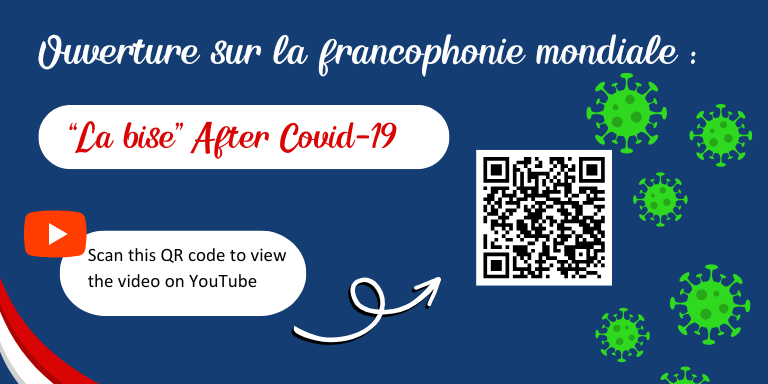 Ouverture sur la francophonie mondiale :
“La bise” After Covid-19
Scan this QR code to view
the video on YouTube